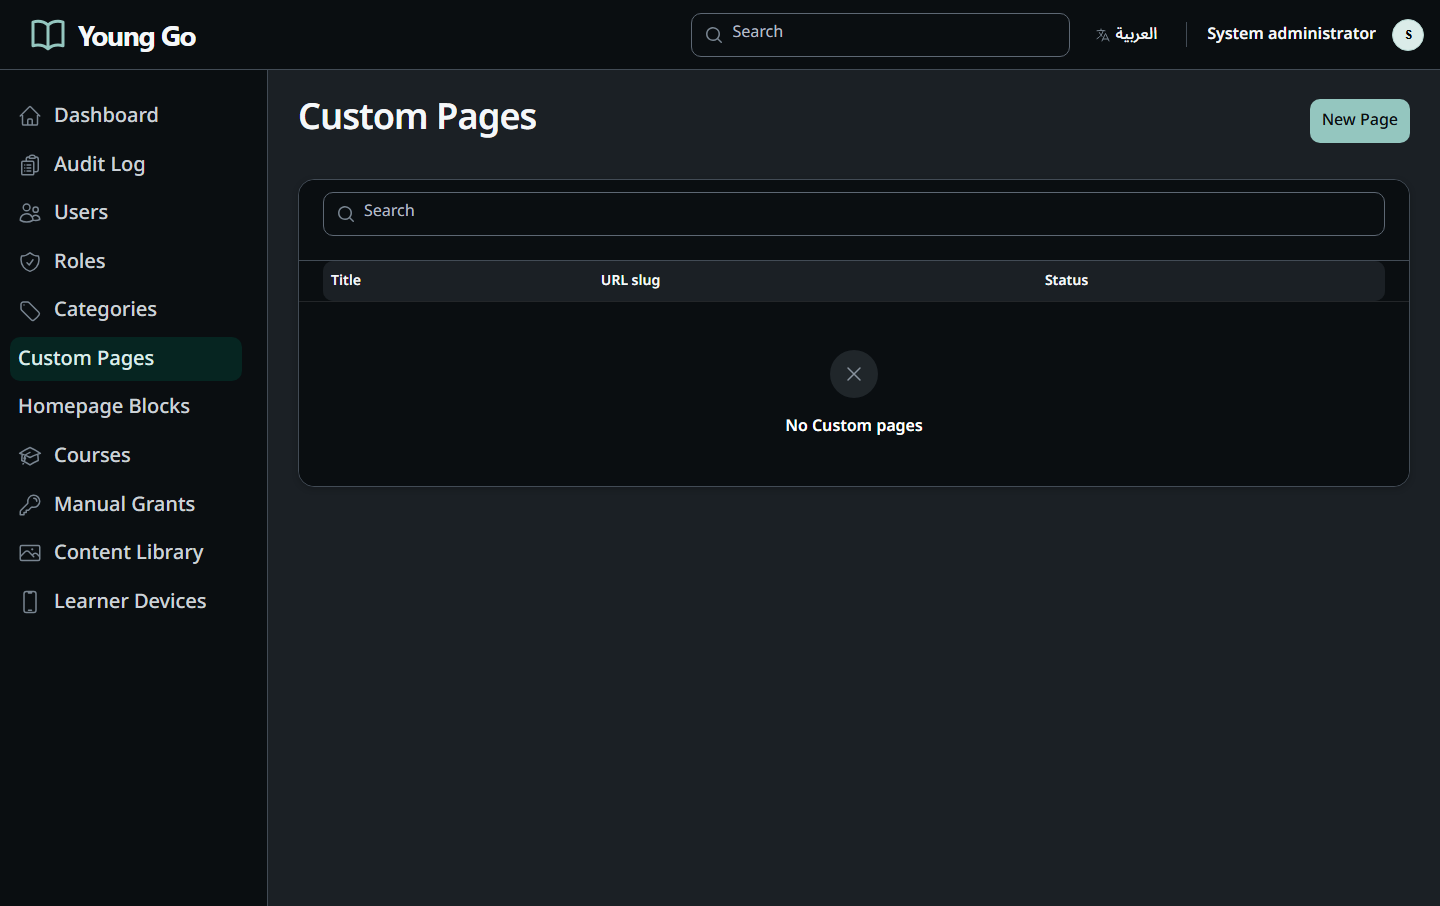 Young Go
Search
العربية
System administrator
S
Dashboard
Audit Log
Users
Roles
Categories
Custom Pages
Homepage Blocks
Courses
Manual Grants
Content Library
Learner Devices
Custom Pages
New Page
Search
Title
URL slug
Status
No Custom pages